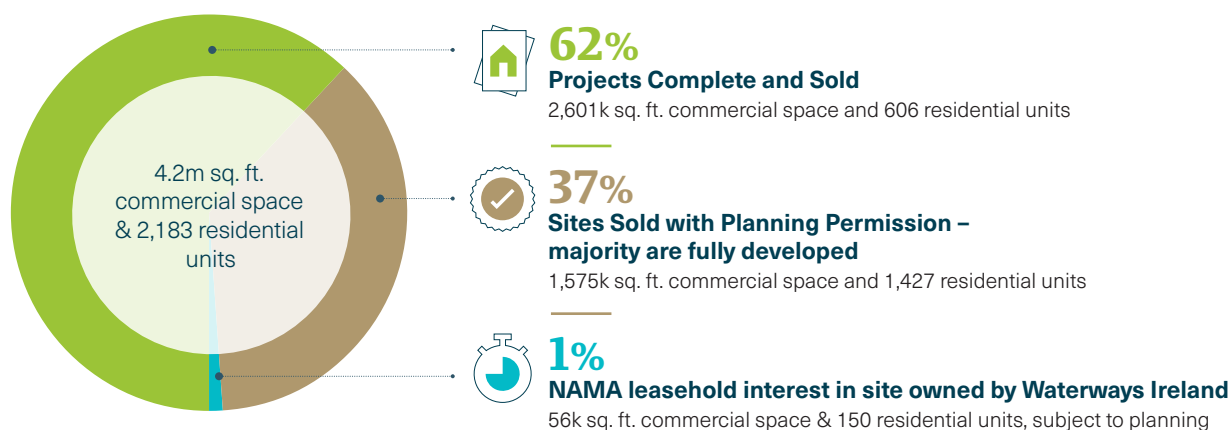 4.2m sq. ft.
commercial space
& 2,183 residential
units
62%
Projects Complete and Sold
2,601k sq. ft. commercial space and 606 residential units
37%
Sites Sold with Planning Permission –
majority are fully developed
1,575k sq. ft. commercial space and 1,427 residential units
1%
NAMA leasehold interest in site owned by Waterways Ireland
56k sq. ft. commercial space & 150 residential units, subject to planning